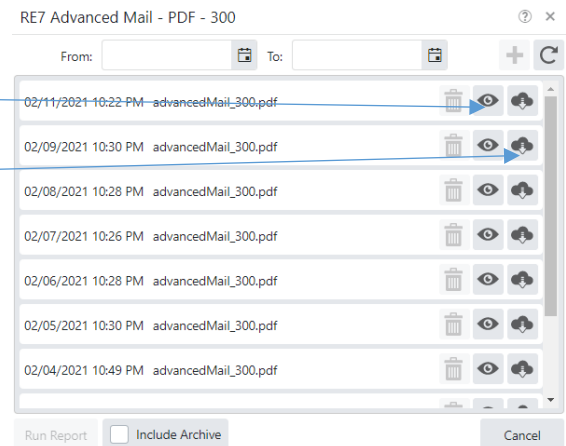 RE7 Advanced Mail - PDF - 300
From: To:
02/11/2021 10:22 PM advancedMail_300.pdf
02/09/2021 10:30 PM advancedMail_300.pdf
02/08/2021 10:28 PM advancedMail_300.pdf
02/07/2021 10:26 PM advancedMail_300.pdf
02/06/2021 10:28 PM advancedMail_300.pdf
02/05/2021 10:30 PM advancedMail_300.pdf
02/04/2021 10:49 PM advancedMail_300.pdf
Run Report Include Archive Cancel